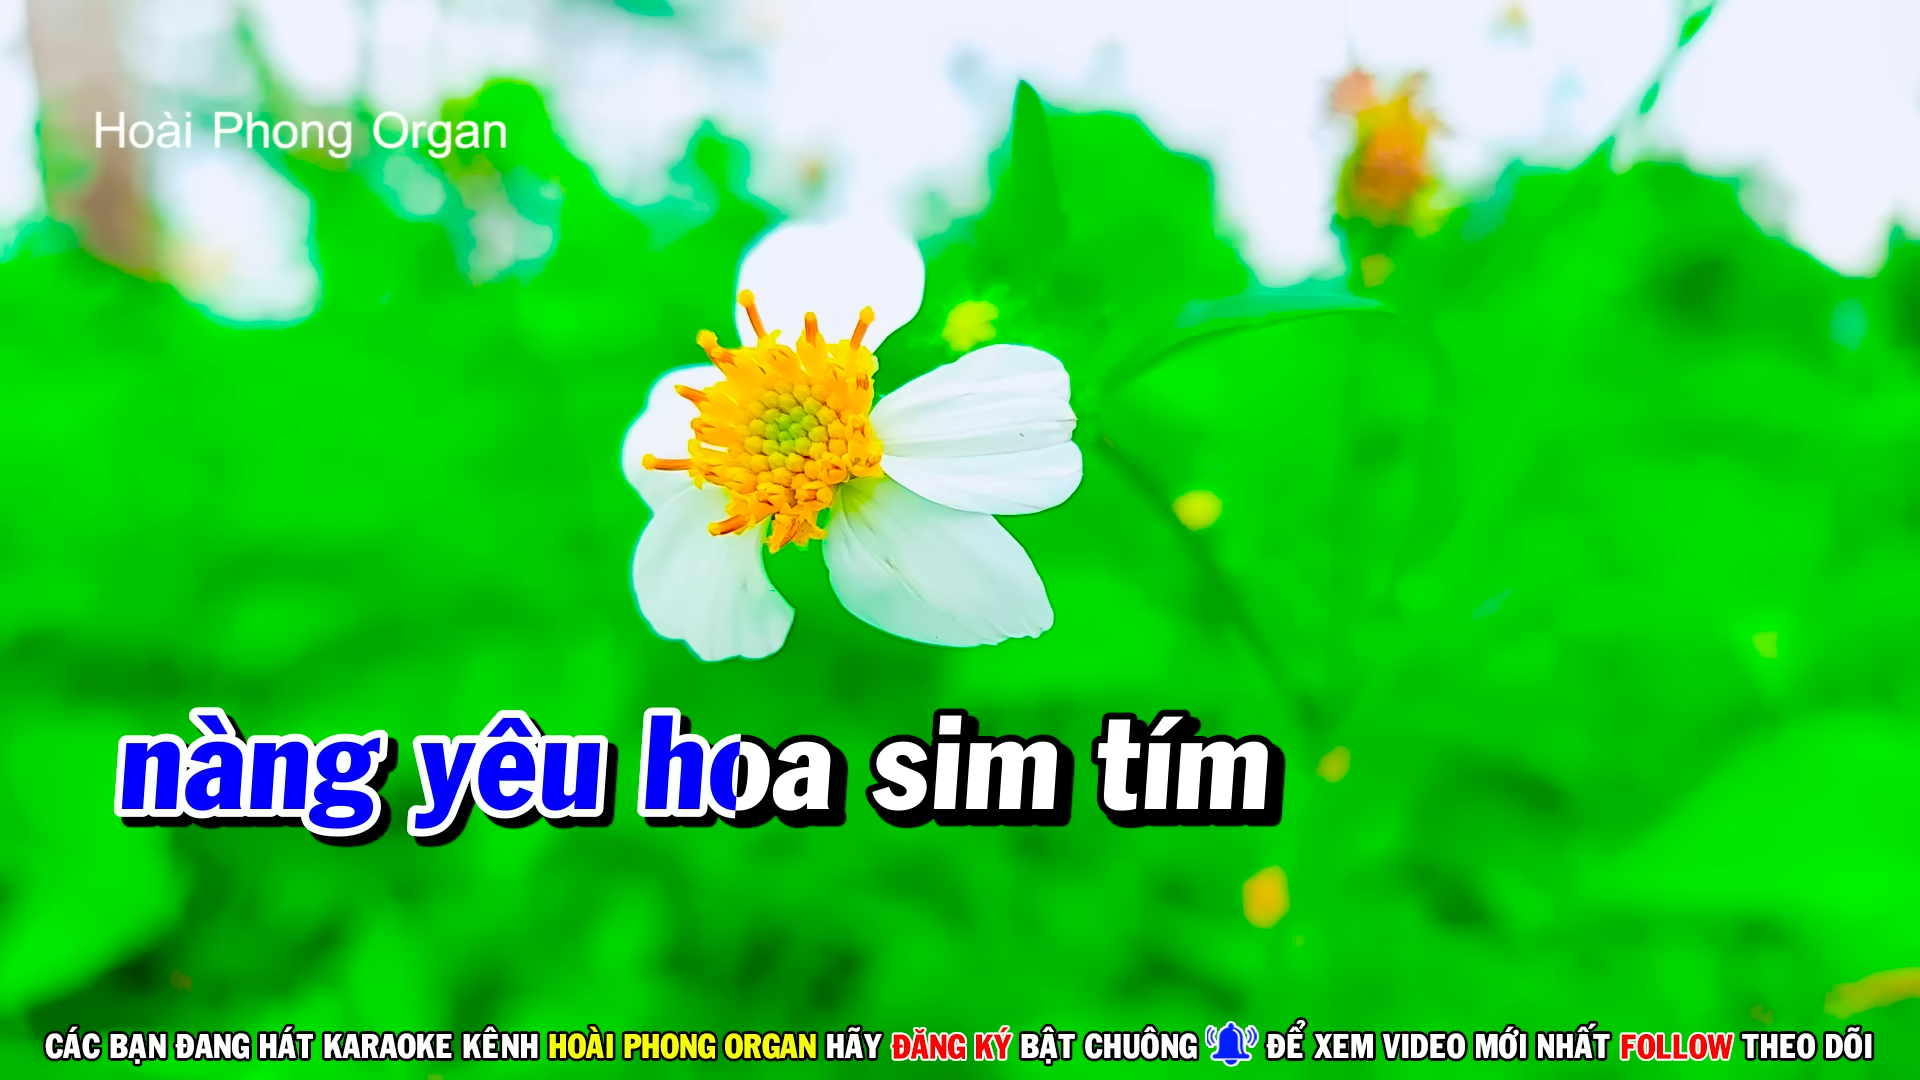 Hoài Phong Organ
nàng yêu hoa sim tím
CÁC BẠN ĐANG HÁT KARAOKE KÊNH HOÀI PHONG ORGAN HÃY ĐĂNG KÝ BẬT CHUÔNG ĐỂ XEM VIDEO MỚI NHẤT FOLLOW THEO DÕI